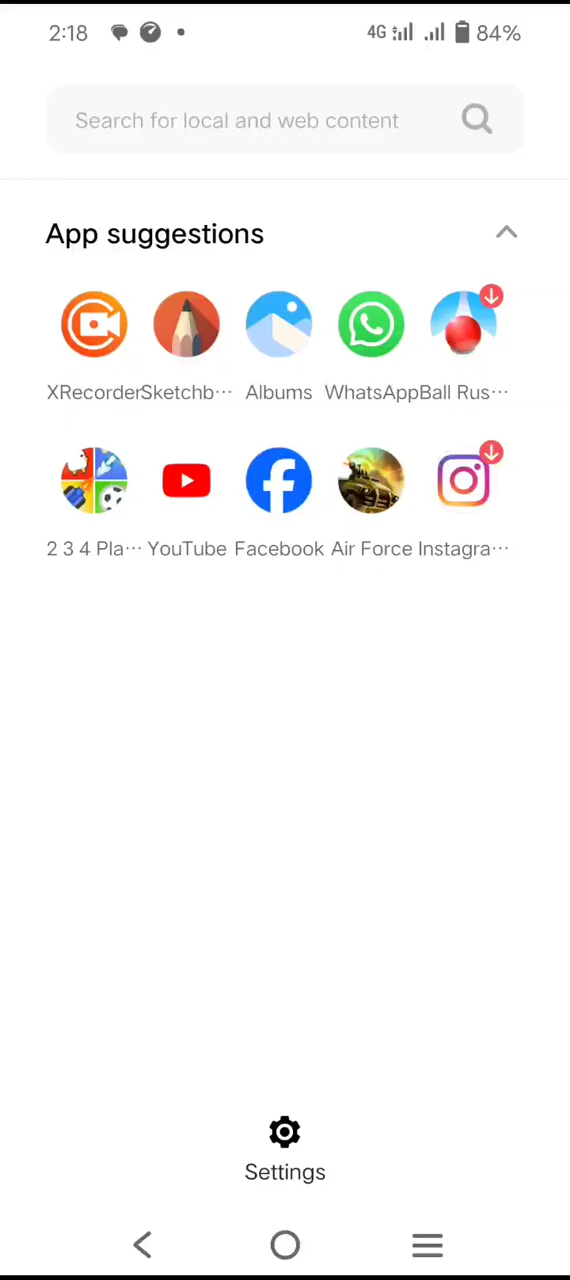 2:18 4G 84%
Search for local and web content
App suggestions
XRecorder Sketchb··· Albums WhatsApp Ball Rus···
2 3 4 Pla··· YouTube Facebook Air Force Instagra···
Settings